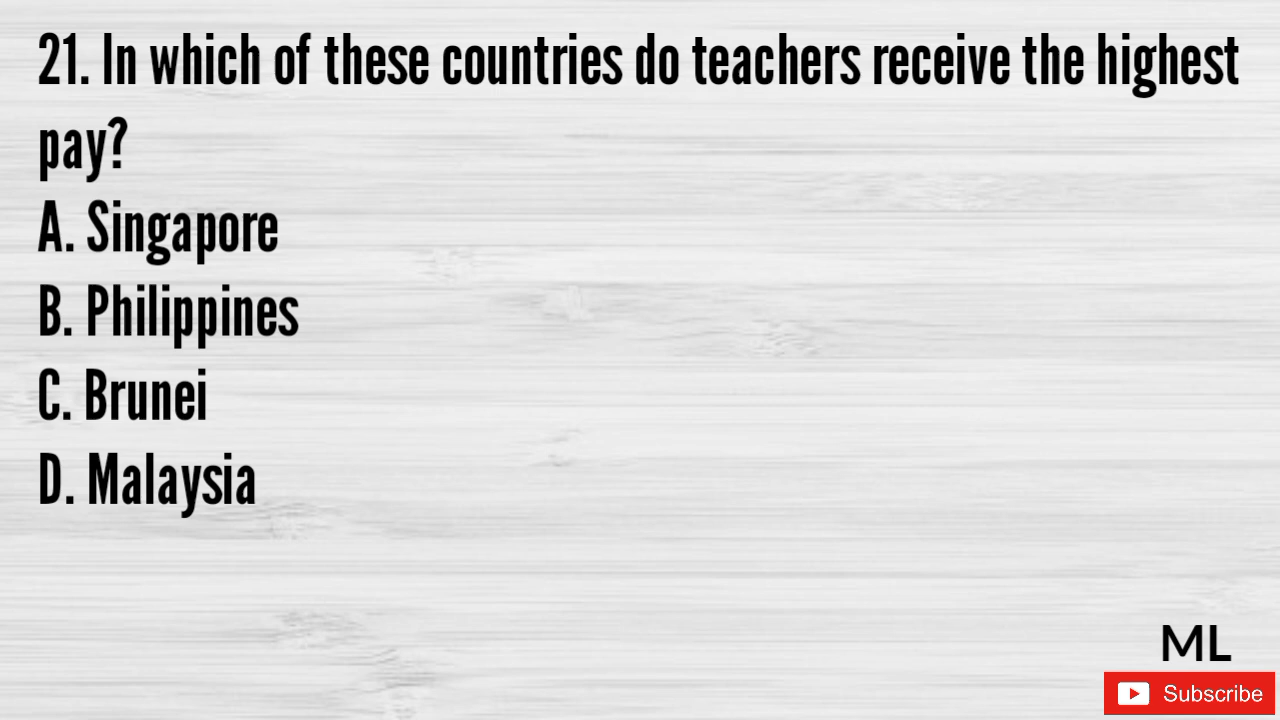 21. In which of these countries do teachers receive the highest
pay?
A. Singapore
B. Philippines
C. Brunei
D. Malaysia
ML
Subscribe